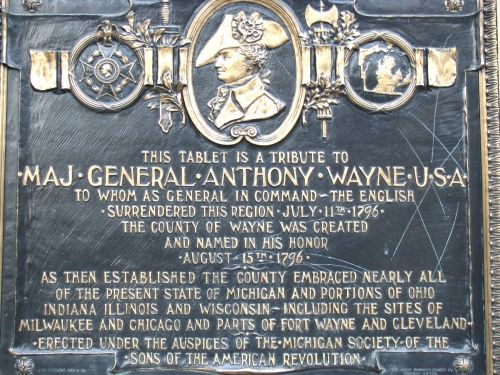 THIS TABLET IS A TRIBUTE TO
MAJ·GENERAL·ANTHONY·WAYNE·U·S·A·
TO WHOM AS GENERAL IN COMMAND~THE ENGLISH
SURRENDERED THIS REGION·JULY·11TH·1796·
THE COUNTY OF WAYNE WAS CREATED
AND NAMED IN HIS HONOR
·AUGUST·15TH·1796·
AS THEN ESTABLISHED THE COUNTY EMBRACED NEARLY ALL
OF THE PRESENT STATE OF MICHIGAN AND PORTIONS OF OHIO
INDIANA ILLINOIS AND WISCONSIN~INCLUDING THE SITES OF
MILWAUKEE AND CHICAGO AND PARTS OF FORT WAYNE AND CLEVELAND·
·ERECTED UNDER THE AUSPICES OF THE·MICHIGAN SOCIETY OF THE
·SONS OF THE AMERICAN REVOLUTION·